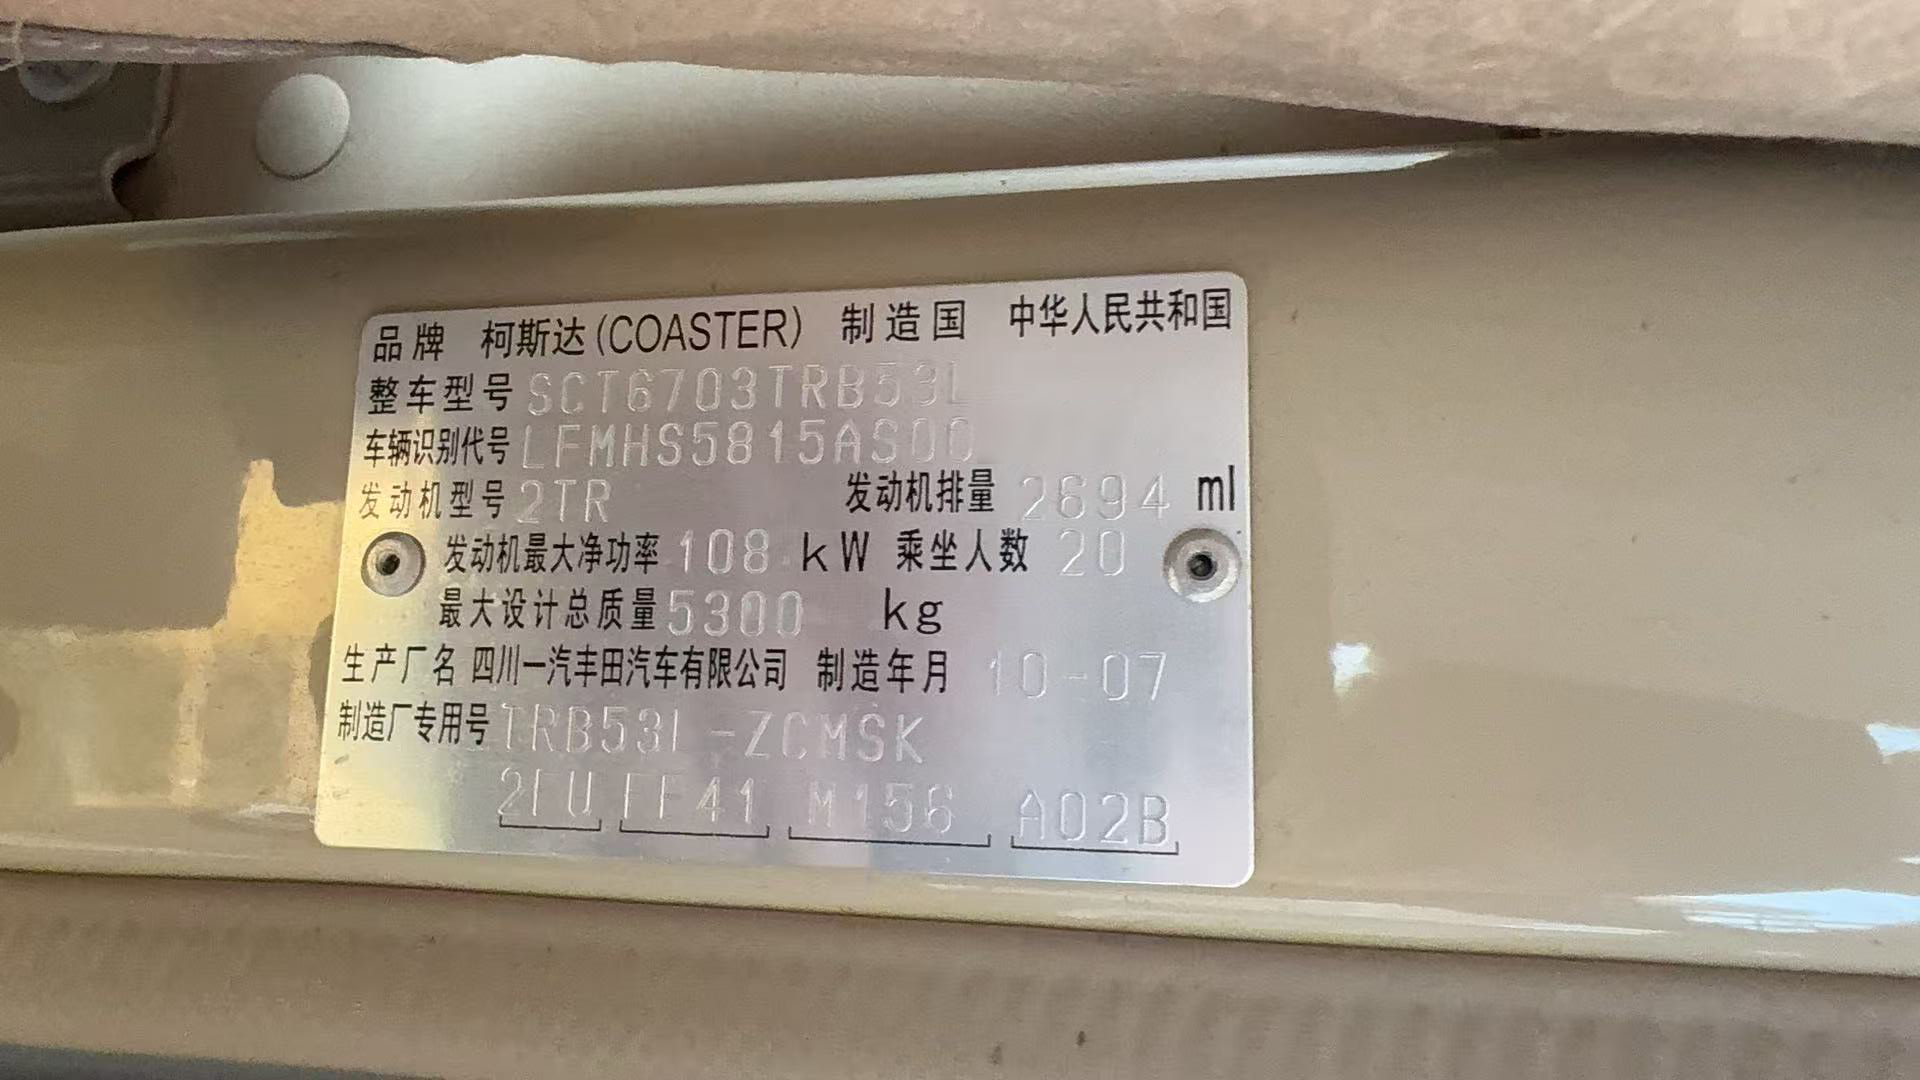 品牌 柯斯达(COASTER) 制造国 中华人民共和国
整车型号 SCT6703TRB53L
车辆识别代号 LFMHS5815AS00
发动机型号 2TR 发动机排量 2694 ml
发动机最大净功率 108 kW 乘坐人数 20
最大设计总质量 5300 kg
生产厂名 四川一汽丰田汽车有限公司 制造年月 10-07
制造厂专用号 TRB53L-ZCMSK
2FU FF41 M156 A02B